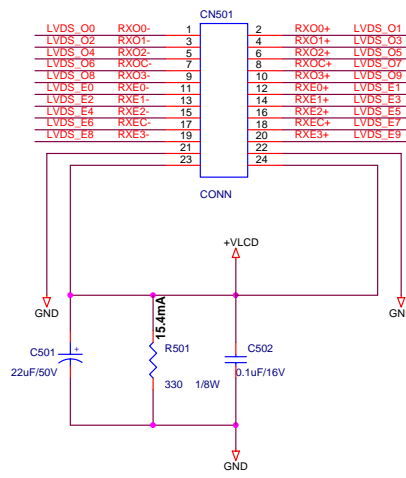 CN501
LVDS_O0 RXO0- 1 2 RXO0+ LVDS_O1
LVDS_O2 RXO1- 3 4 RXO1+ LVDS_O3
LVDS_O4 RXO2- 5 6 RXO2+ LVDS_O5
LVDS_O6 RXOC- 7 8 RXOC+ LVDS_O7
LVDS_O8 RXO3- 9 10 RXO3+ LVDS_O9
LVDS_E0 RXE0- 11 12 RXE0+ LVDS_E1
LVDS_E2 RXE1- 13 14 RXE1+ LVDS_E3
LVDS_E4 RXE2- 15 16 RXE2+ LVDS_E5
LVDS_E6 RXEC- 17 18 RXEC+ LVDS_E7
LVDS_E8 RXE3- 19 20 RXE3+ LVDS_E9
21 22
23 24
CONN
+VLCD
GND
GN
15.4mA
C501
22uF/50V
R501
330 1/8W
C502
0.1uF/16V
GND